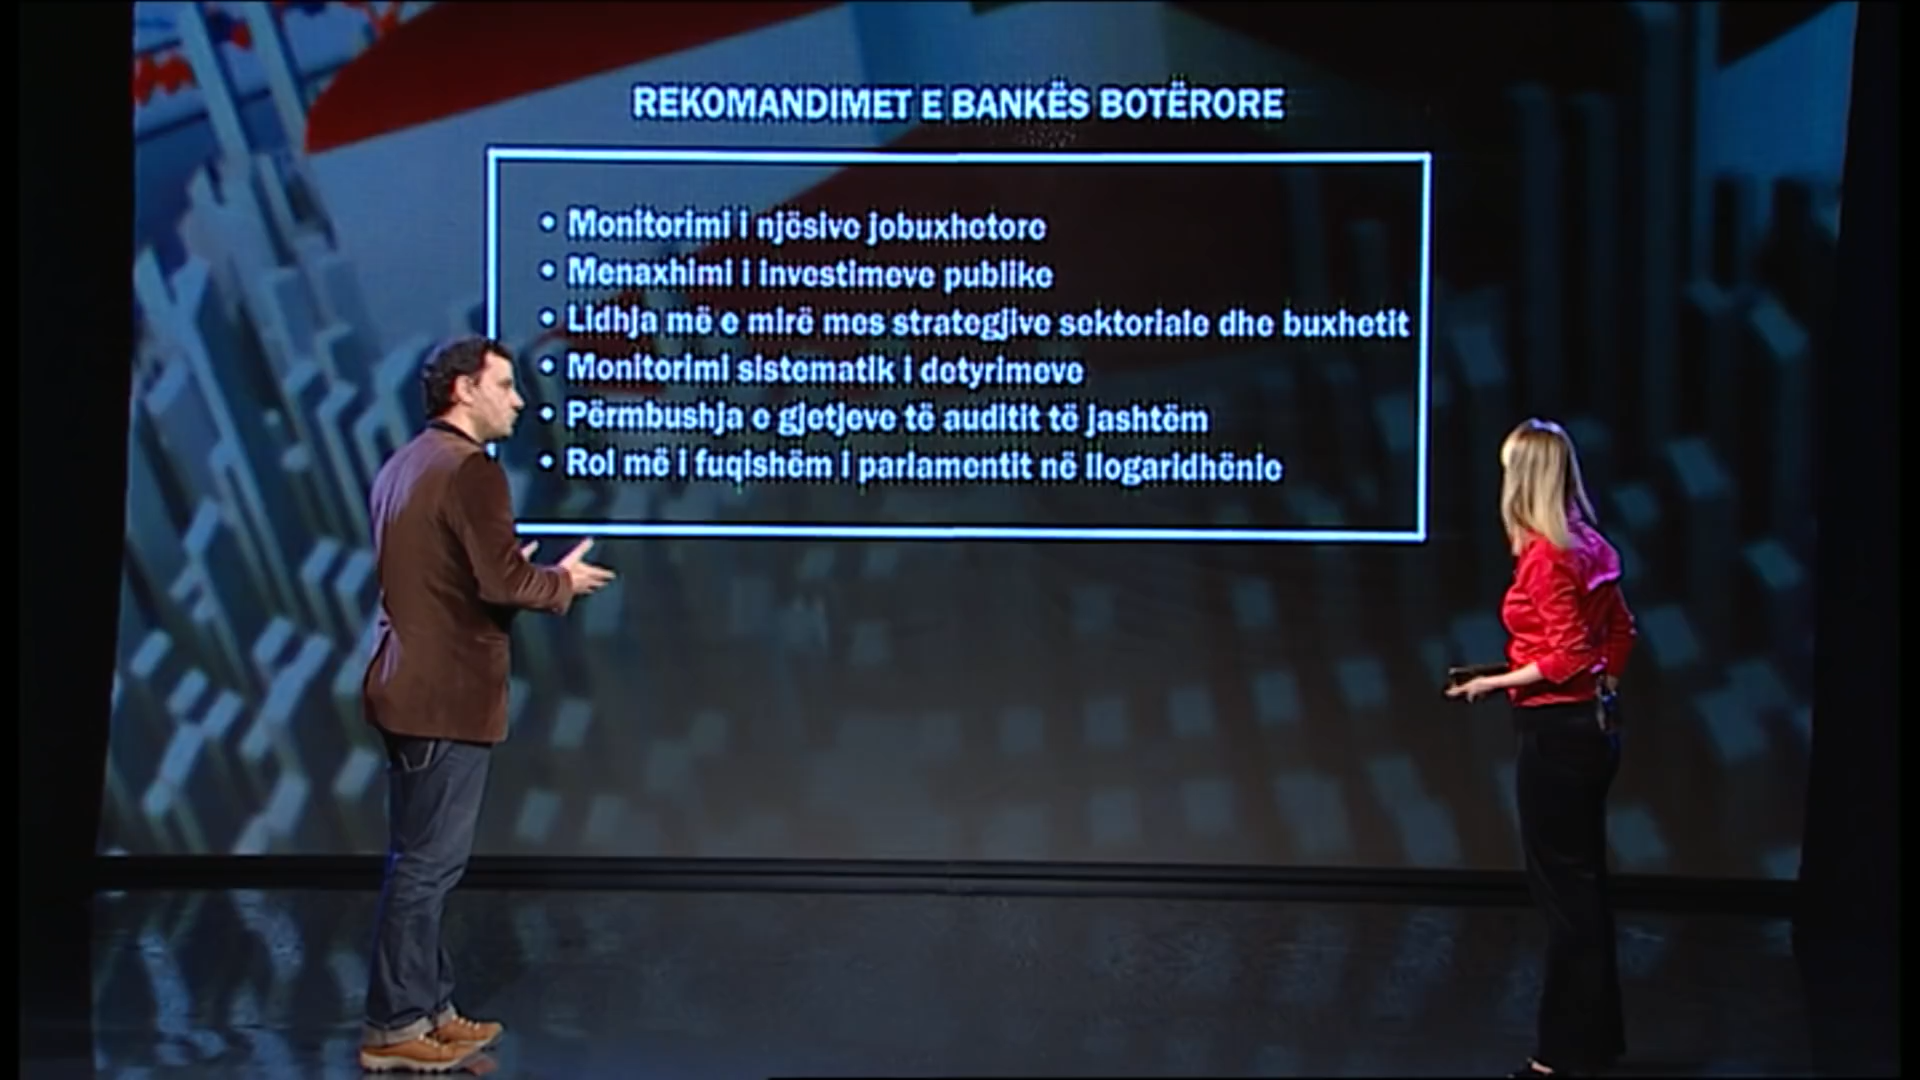 REKOMANDIMET E BANKËS BOTËRORE
• Monitorimi i njësive jobuxhetore
• Menaxhimi i investimeve publike
• Lidhja më e mirë mes strategjive sektoriale dhe buxhetit
• Monitorimi sistematik i detyrimeve
• Përmbushja e gjetjeve të auditit të jashtëm
• Rol më i fuqishëm i parlamentit në llogaridhënie